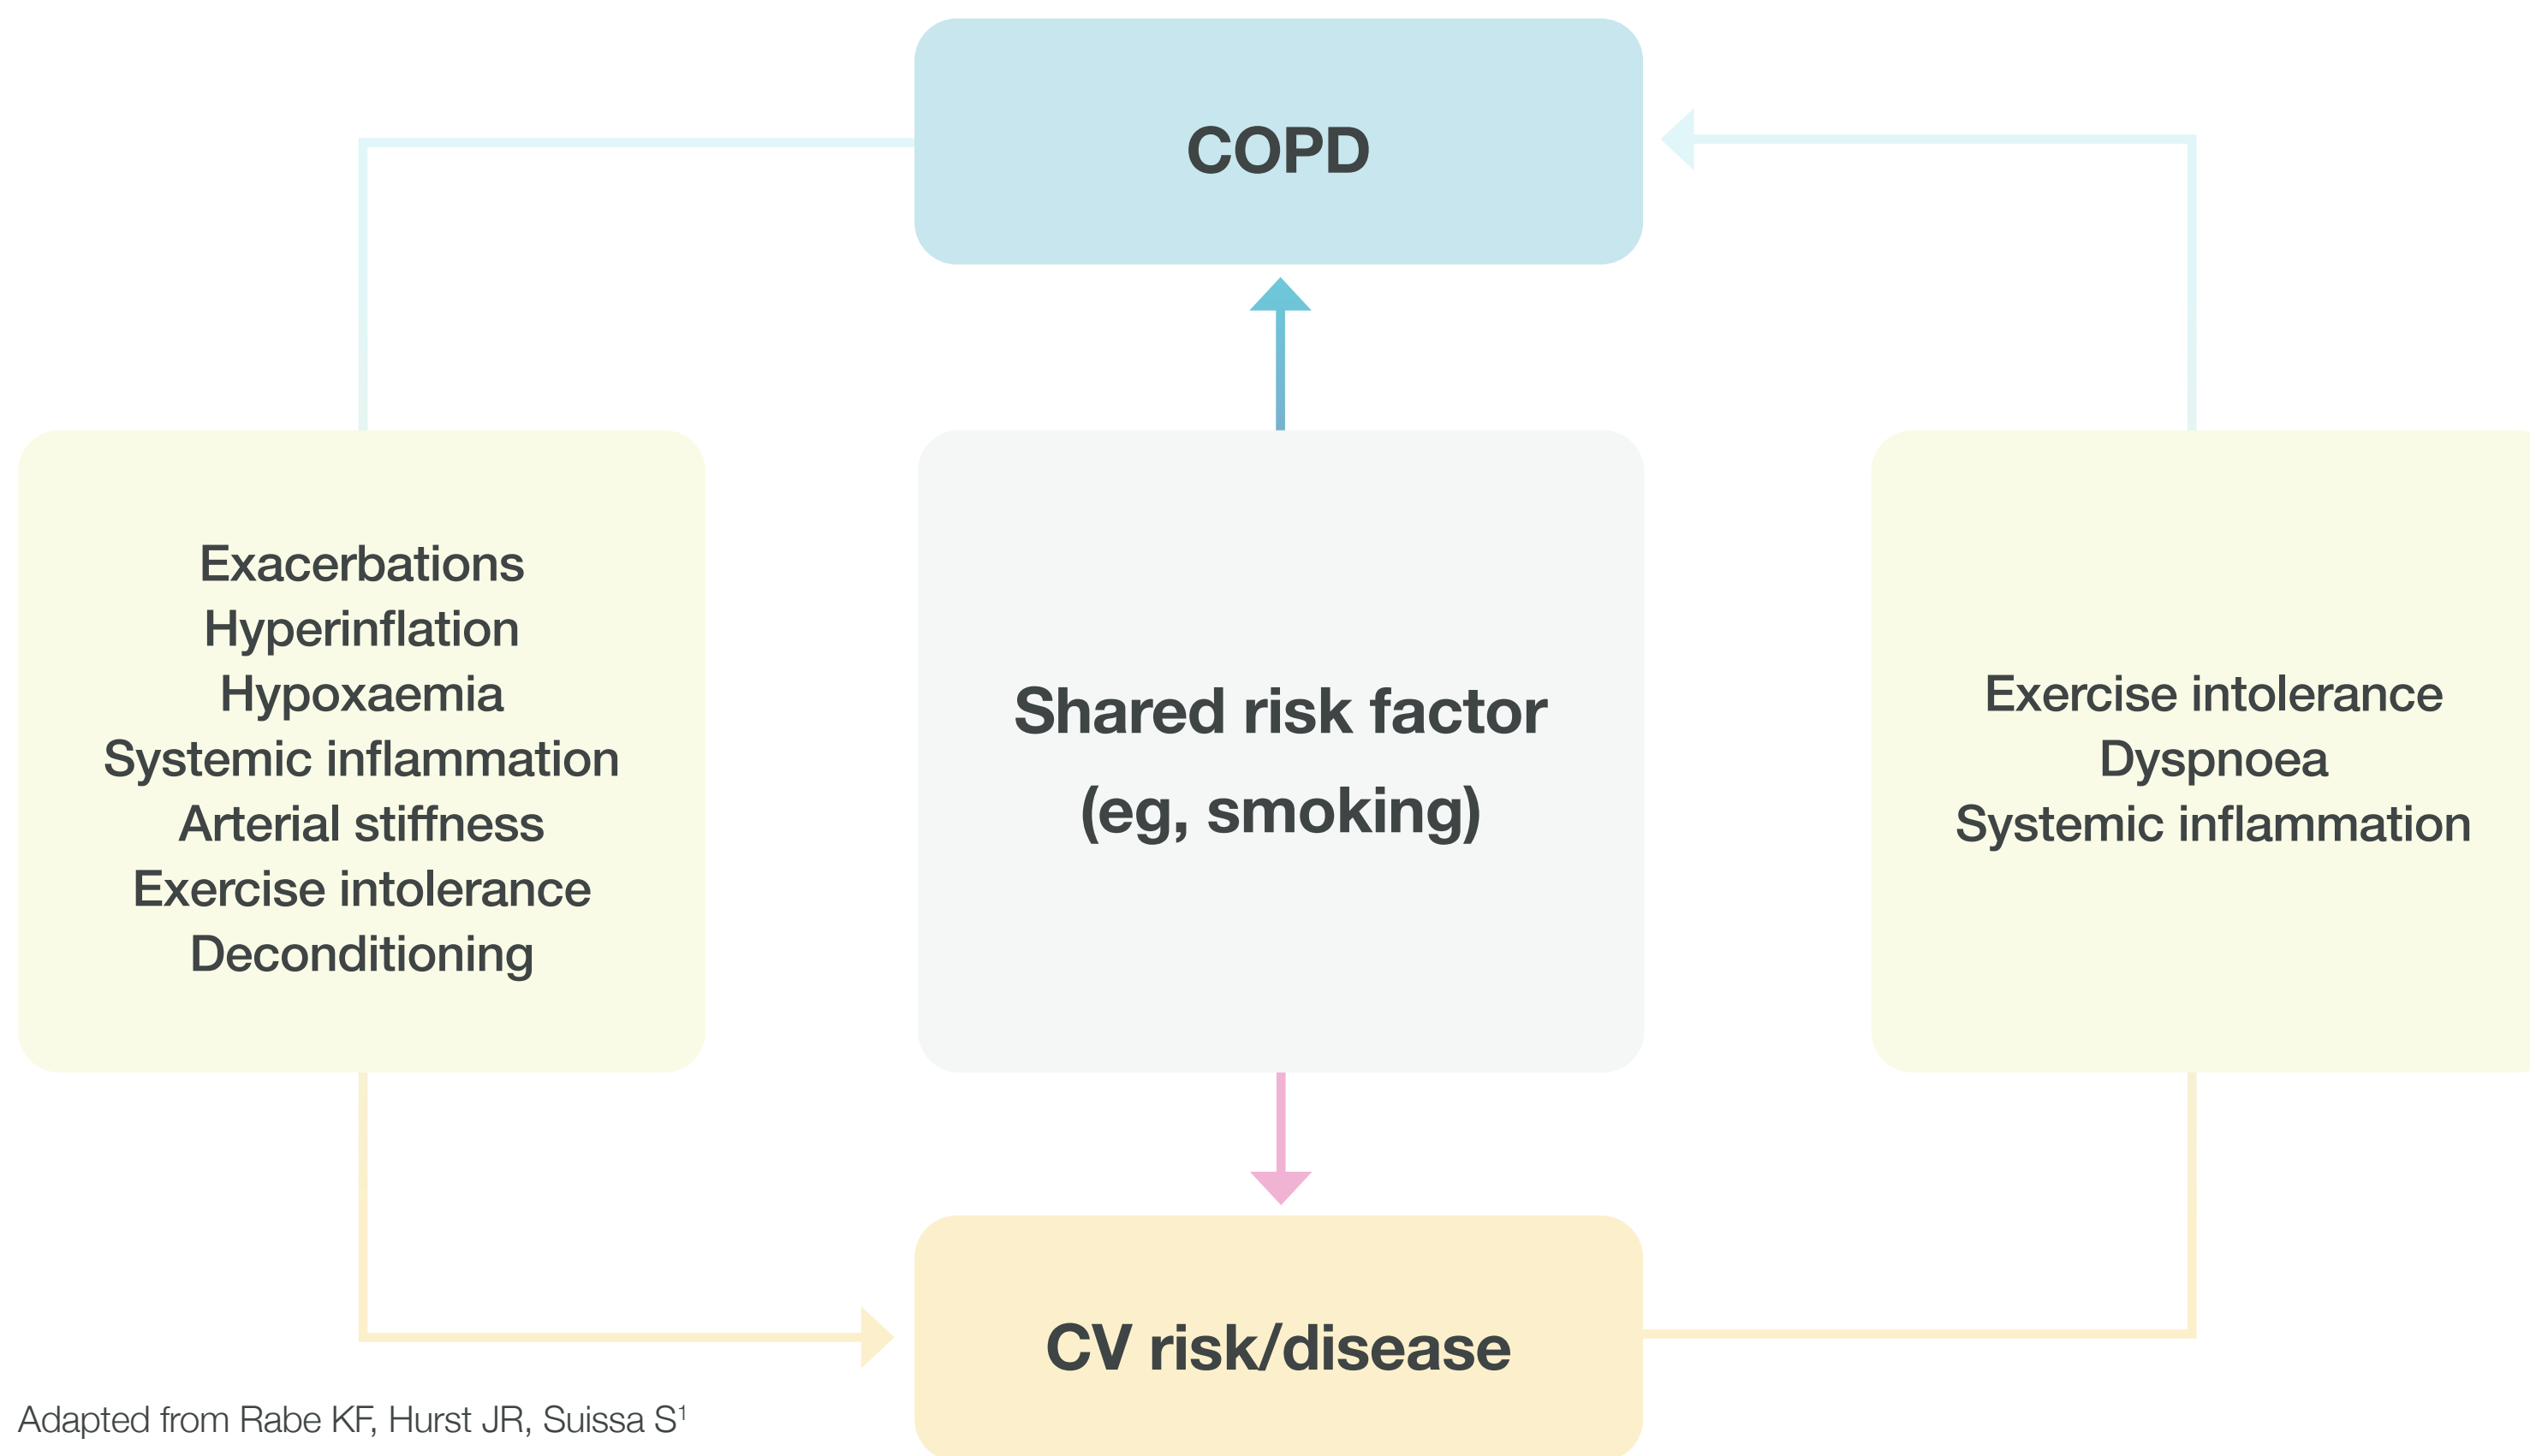 COPD
Exacerbations
Hyperinflation
Hypoxaemia
Systemic inflammation
Arterial stiffness
Exercise intolerance
Deconditioning
Shared risk factor
(eg, smoking)
Exercise intolerance
Dyspnoea
Systemic inflammation
CV risk/disease
Adapted from Rabe KF, Hurst JR, Suissa S¹